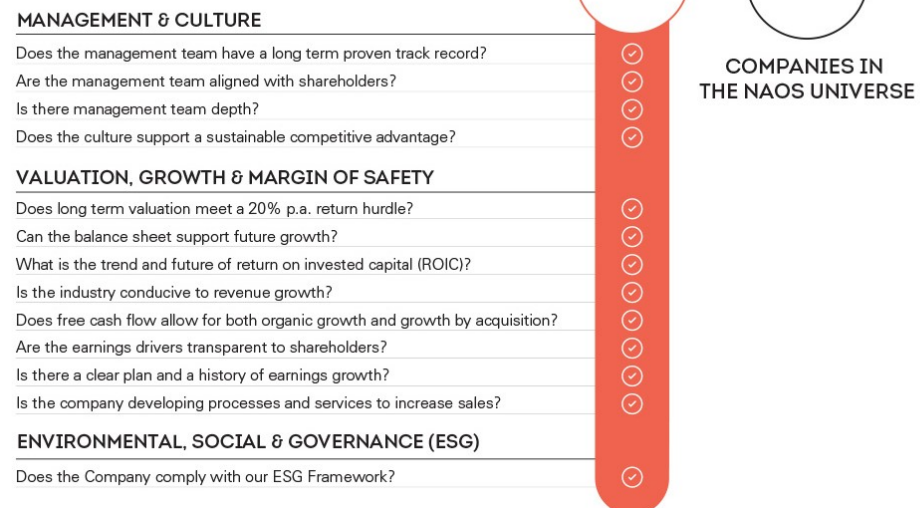 MANAGEMENT & CULTURE
Does the management team have a long term proven track record?
Are the management team aligned with shareholders?
Is there management team depth?
Does the culture support a sustainable competitive advantage?
VALUATION, GROWTH & MARGIN OF SAFETY
Does long term valuation meet a 20% p.a. return hurdle?
Can the balance sheet support future growth?
What is the trend and future of return on invested capital (ROIC)?
Is the industry conducive to revenue growth?
Does free cash flow allow for both organic growth and growth by acquisition?
Are the earnings drivers transparent to shareholders?
Is there a clear plan and a history of earnings growth?
Is the company developing processes and services to increase sales?
ENVIRONMENTAL, SOCIAL & GOVERNANCE (ESG)
Does the Company comply with our ESG Framework?
COMPANIES IN
THE NAOS UNIVERSE